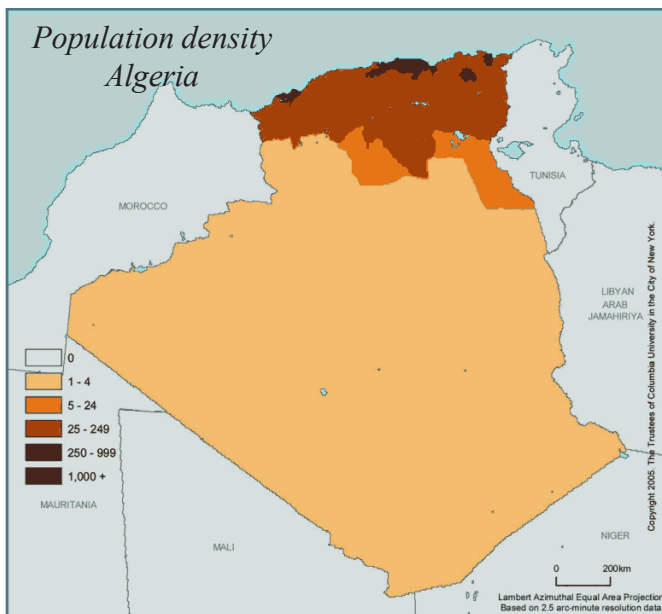 Population density
Algeria
MOROCCO
TUNISIA
LIBYAN
ARAB
JAMAHIRIYA
0
1 - 4
5 - 24
25 - 249
250 - 999
1,000 +
MAURITANIA
MALI
NIGER
Copyright 2005. The Trustees of Columbia University in the City of New York.
0 200km
Lambert Azimuthal Equal Area Projection
Based on 2.5 arc-minute resolution data